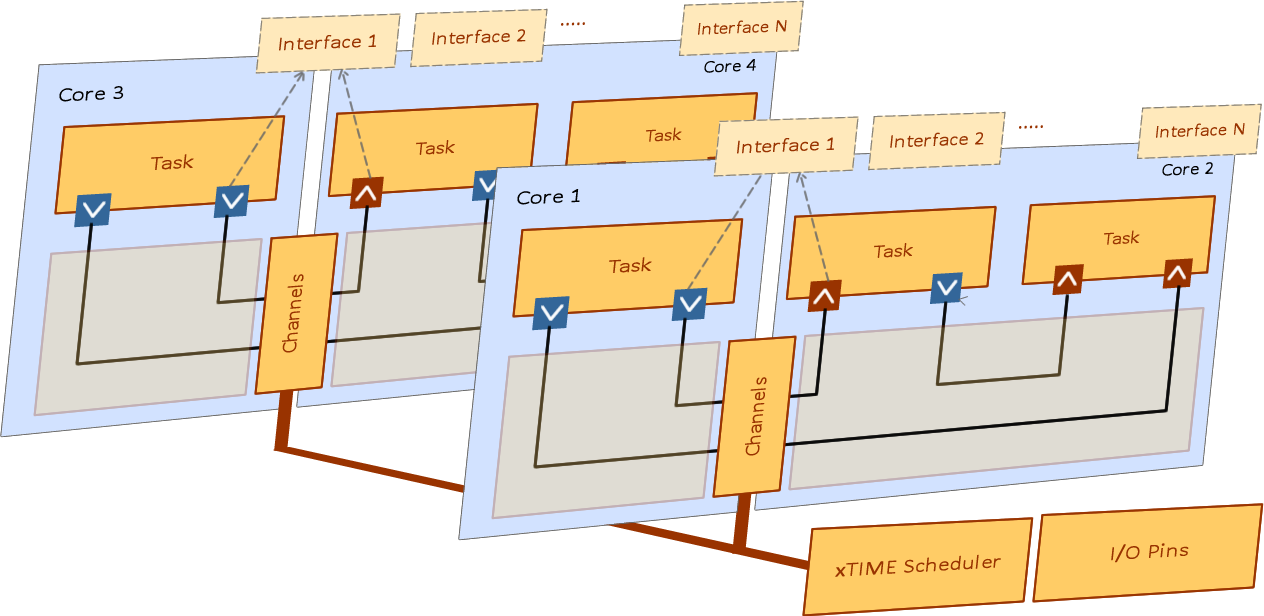 Interface 1
Interface 2
.....
Interface N
Core 3
Core 4
Task
Task
Task
Channels
Interface 1
Interface 2
.....
Interface N
Core 1
Core 2
Task
Task
Task
Channels
xTIME Scheduler
I/O Pins